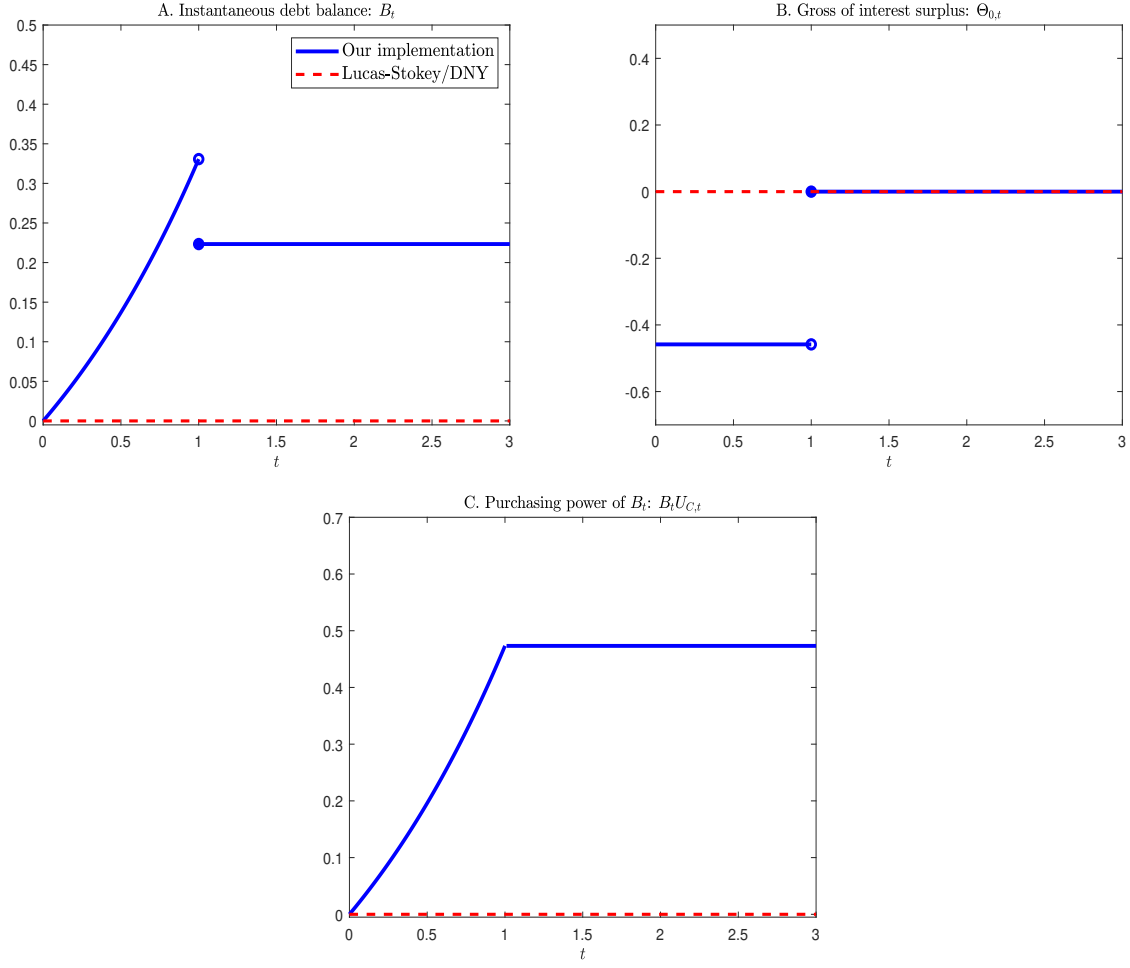 A. Instantaneous debt balance: B_t
0.5
0.45
0.4
0.35
0.3
0.25
0.2
0.15
0.1
0.05
0
Our implementation
Lucas-Stokey/DNY
0 0.5 1 1.5 2 2.5 3
t
B. Gross of interest surplus: Θ_{0,t}
0.4
0.2
0
-0.2
-0.4
-0.6
0 0.5 1 1.5 2 2.5 3
t
C. Purchasing power of B_t: B_tU_{C,t}
0.7
0.6
0.5
0.4
0.3
0.2
0.1
0
0 0.5 1 1.5 2 2.5 3
t